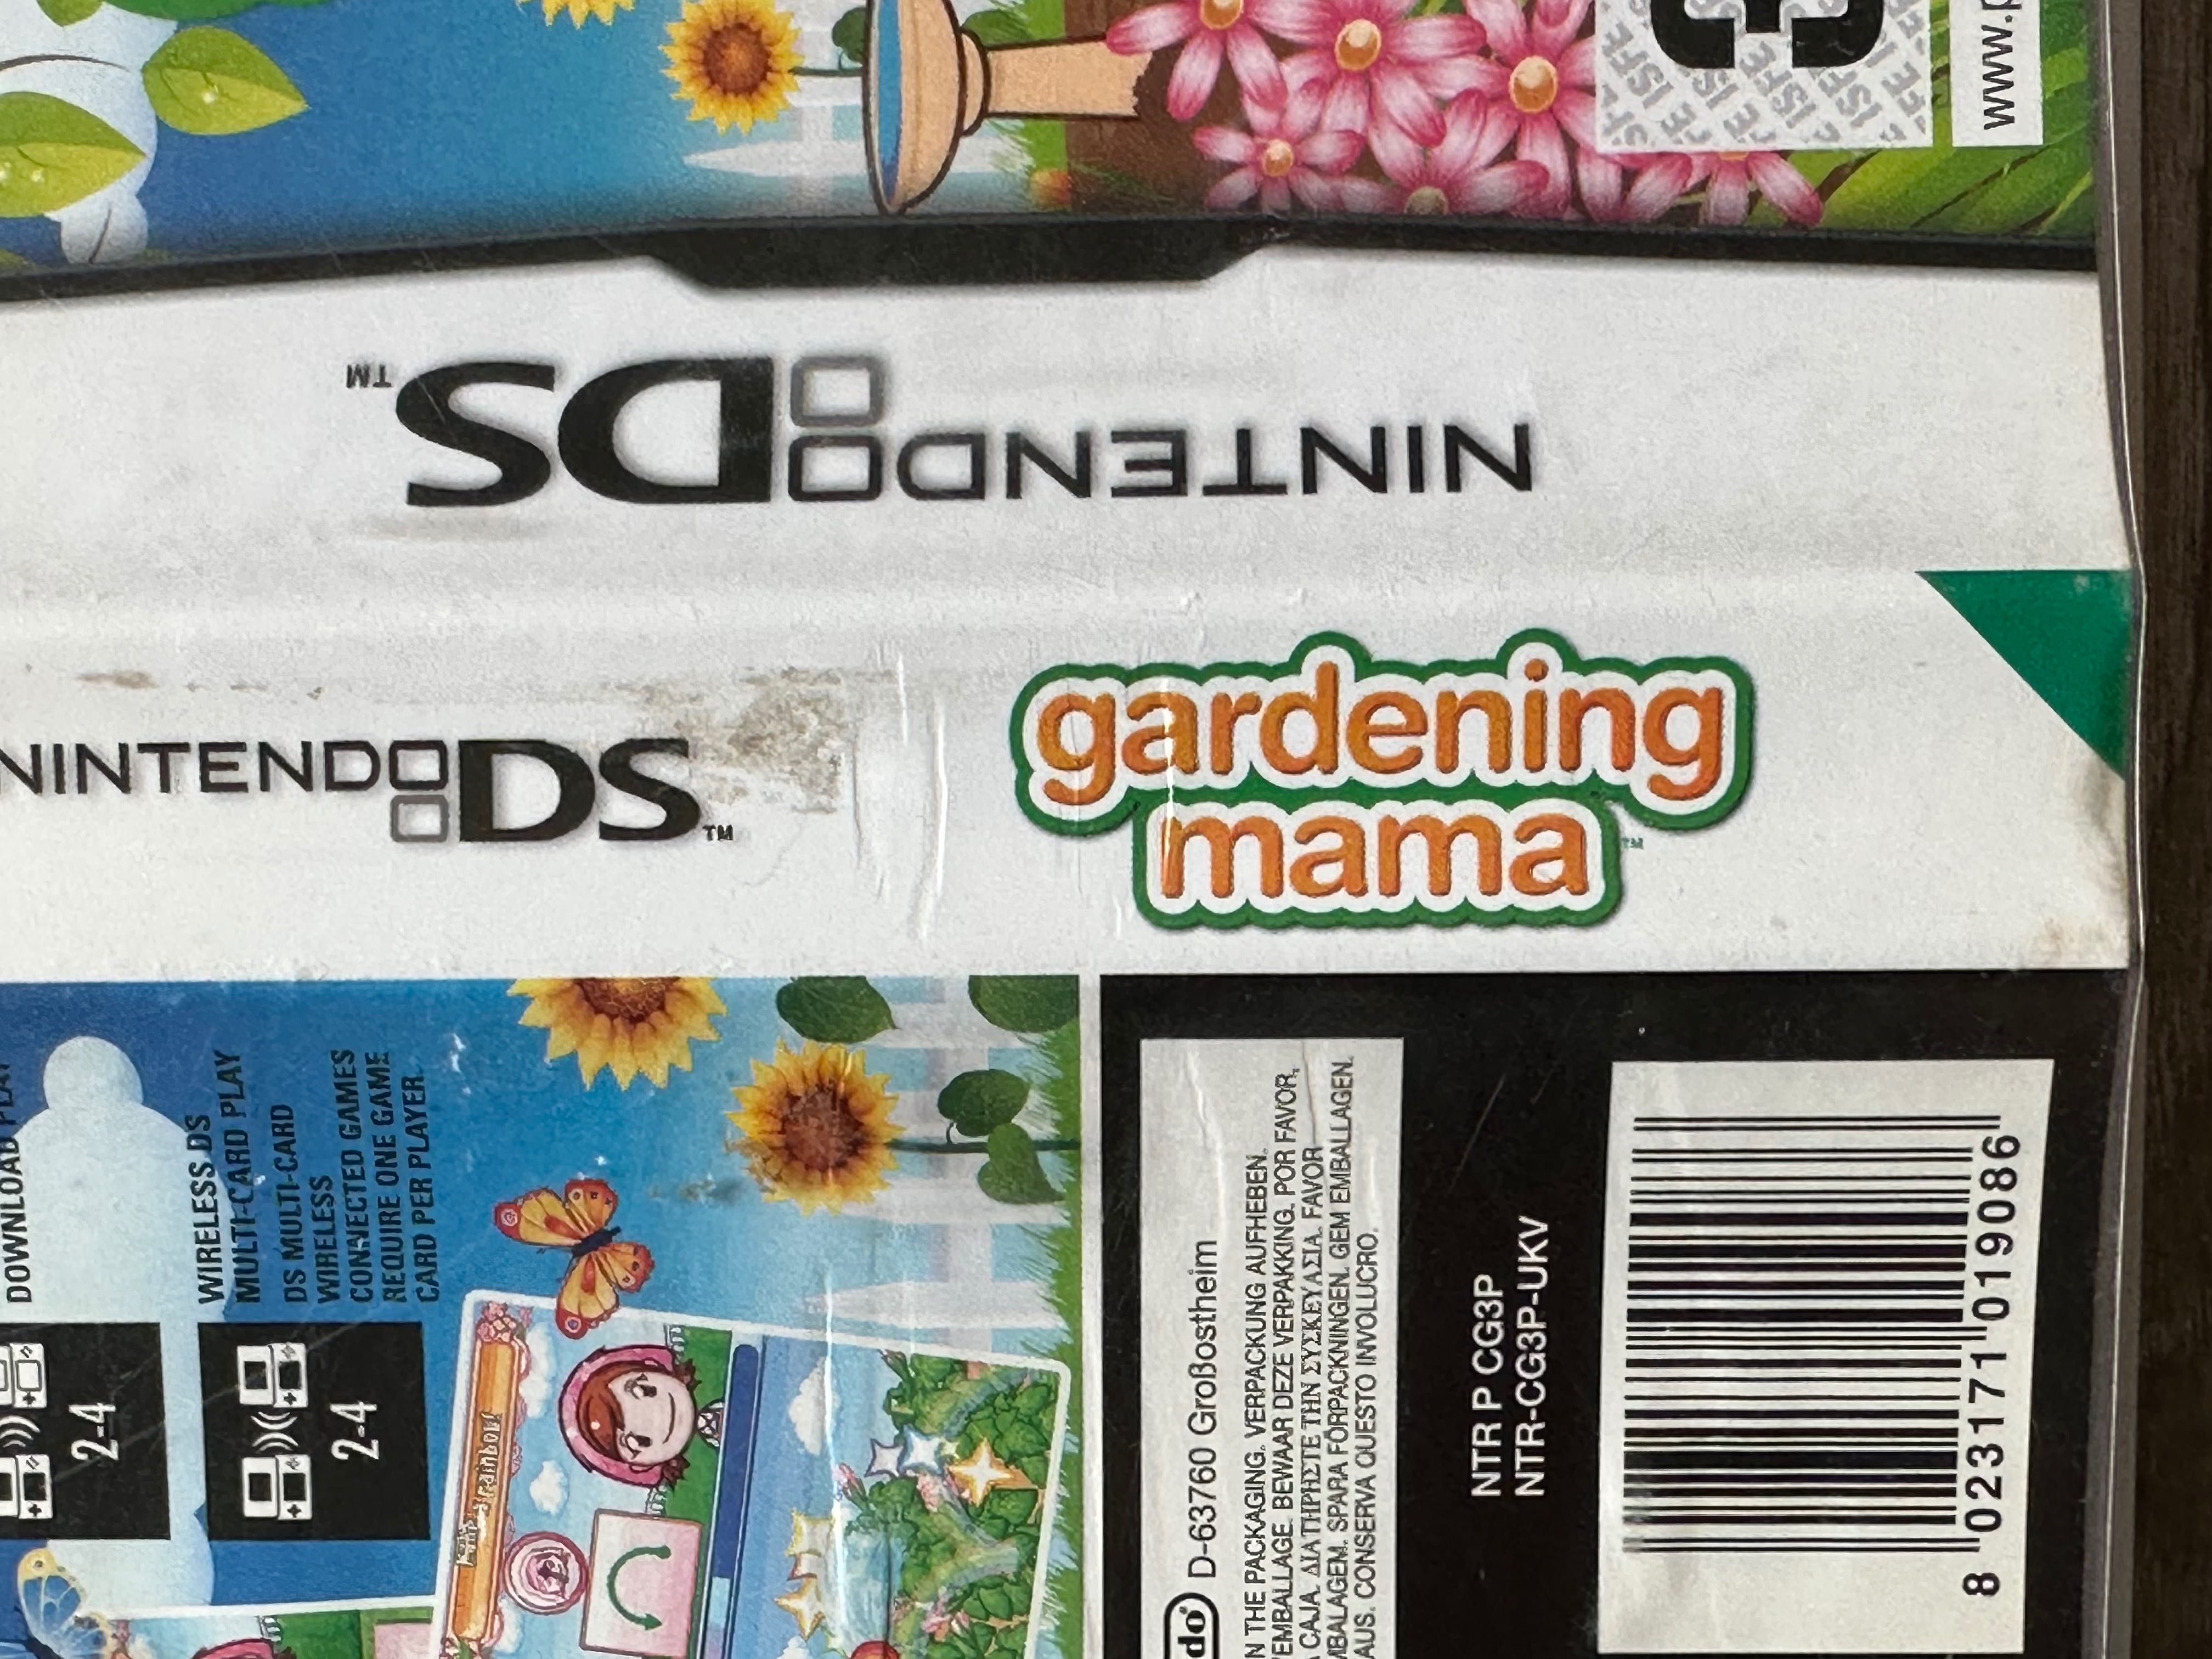 www.p
3
NINTENDO DS™
NINTENDO DS™
gardening
mama™
DOWNLOAD PLAY
2-4
WIRELESS DS
MULTI-CARD PLAY
DS MULTI-CARD
WIRELESS
CONNECTED GAMES
REQUIRE ONE GAME
CARD PER PLAYER.
2-4
do® D-63760 Großostheim
N THE PACKAGING. VERPACKUNG AUFHEBEN.
'EMBALLAGE. BEWAAR DEZE VERPAKING. POR FAVOR,
CAJA. ΔΙΑΤΗΡΗΣΤΕ ΤΗΝ ΣΥΣΚΕΥΑΣΙΑ. FAVOR
MBALAGEM. SPARA FÖRPACKNINGEN. GEM EMBALLAGEN.
AUS. CONSERVA QUESTO INVOLUCRO.
NTR P CG3P
NTR-CG3P-UKV
8 023171 019086